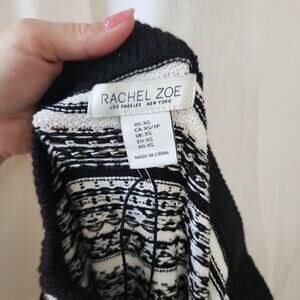 RACHEL ZOE
LOS ANGELES NEW YORK
US: XS
CA: XS/TP
UK: XS
EU: XS
AU: XS
MADE IN CHINA